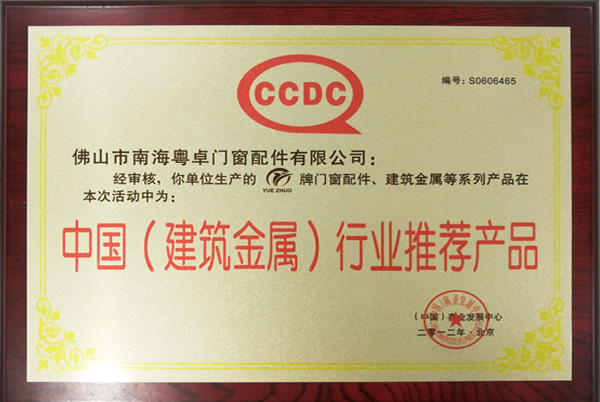 CCDC
编号: S0606465
佛山市南海粤卓门窗配件有限公司:
经审核, 你单位生产的 YUE ZHUO 牌门窗配件、建筑金属等系列产品在
本次活动中为:
中国(建筑金属)行业推荐产品
(中国)商业发展中心
二零一二年·北京